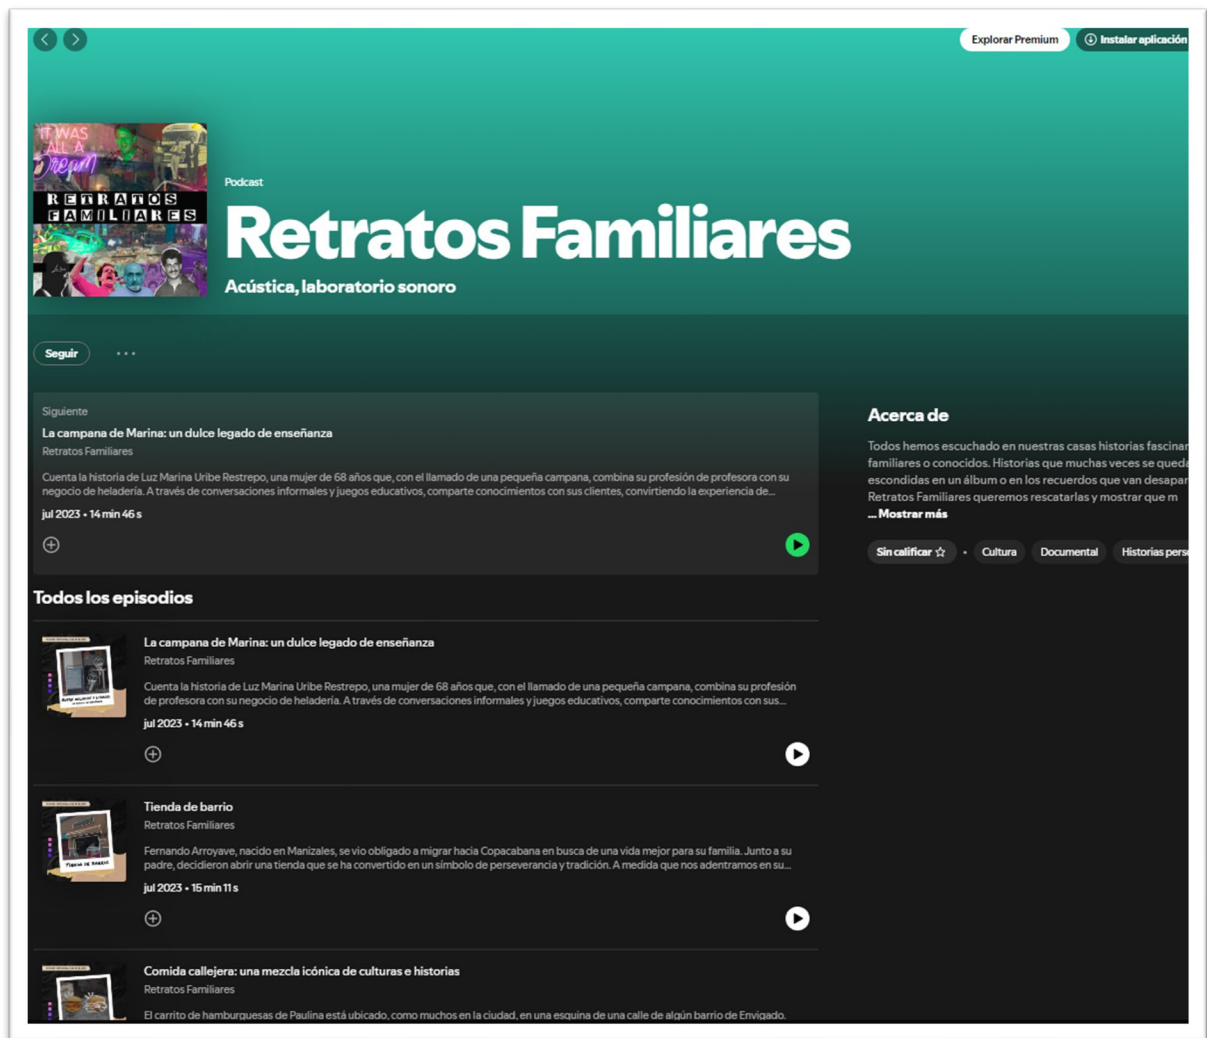 Explorar Premium
Instalar aplicación
IT WAS
ALL A
Dream
RETRATOS
FAMILIARES
Podcast
Retratos Familiares
Acústica, laboratorio sonoro
Seguir
Siguiente
La campana de Marina: un dulce legado de enseñanza
Retratos Familiares
Cuenta la historia de Luz Marina Uribe Restrepo, una mujer de 68 años que, con el llamado de una pequeña campana, combina su profesión de profesora con su
negocio de heladería. A través de conversaciones informales y juegos educativos, comparte conocimientos con sus clientes, convirtiendo la experiencia de...
jul 2023 • 14 min 46 s
Acerca de
Todos hemos escuchado en nuestras casas historias fascinar
familiares o conocidos. Historias que muchas veces se queda
escondidas en un álbum o en los recuerdos que van desapar
Retratos Familiares queremos rescatarlas y mostrar que m
... Mostrar más
Sin calificar • Cultura Documental Historias perso
Todos los episodios
La campana de Marina: un dulce legado de enseñanza
Retratos Familiares
Cuenta la historia de Luz Marina Uribe Restrepo, una mujer de 68 años que, con el llamado de una pequeña campana, combina su profesión
de profesora con su negocio de heladería. A través de conversaciones informales y juegos educativos, comparte conocimientos con sus...
jul 2023 • 14 min 46 s
Tienda de barrio
Retratos Familiares
Fernando Arroyave, nacido en Manizales, se vio obligado a migrar hacia Copacabana en busca de una vida mejor para su familia. Junto a su
padre, decidieron abrir una tienda que se ha convertido en un símbolo de perseverancia y tradición. A medida que nos adentramos en su...
jul 2023 • 15 min 11 s
TIENDA DE BARRIO
Comida callejera: una mezcla icónica de culturas e historias
Retratos Familiares
El carrito de hamburguesas de Paulina está ubicado, como muchos en la ciudad, en una esquina de una calle de algún barrio de Envigado.